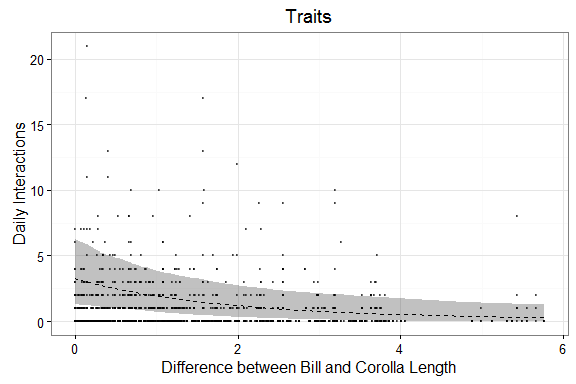 Traits
Daily Interactions
20
15
10
5
0
0 2 4 6
Difference between Bill and Corolla Length